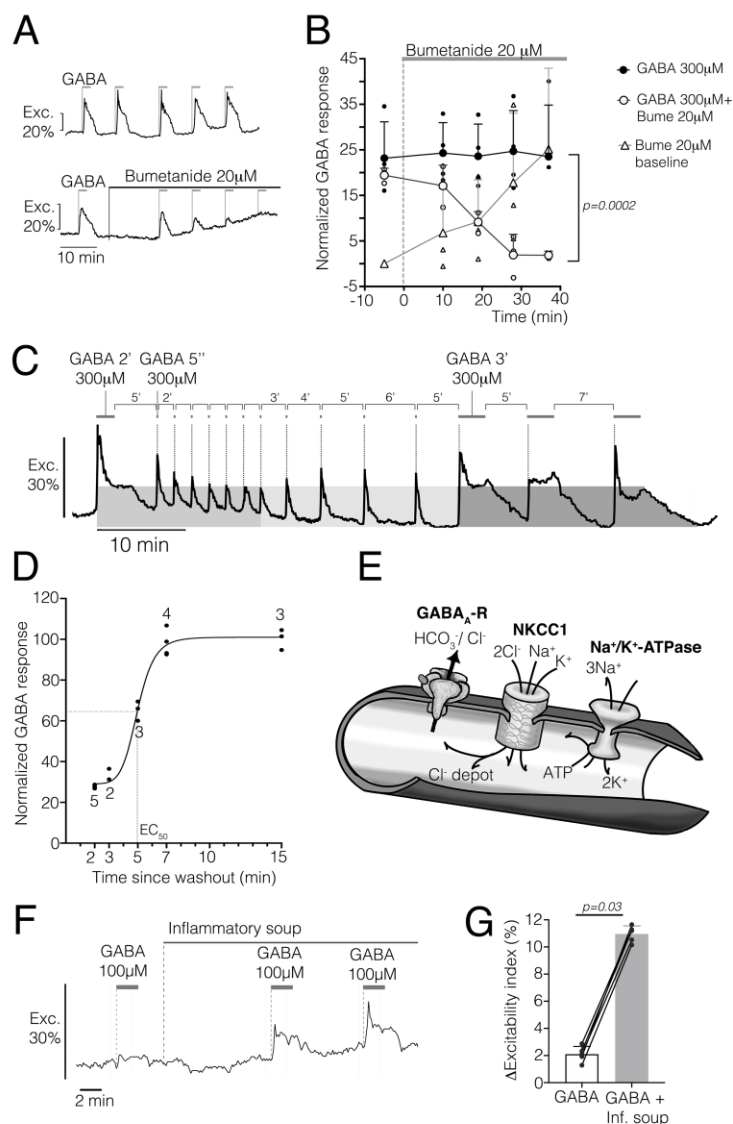 A
GABA
Exc.
20%
GABA
Bumetanide 20μM
Exc.
20%
10 min
B
Bumetanide 20 μM
Normalized GABA response
45
35
25
15
5
-5
-10
0
10
20
30
40
Time (min)
p=0.0002
GABA 300μM
GABA 300μM+
Bume 20μM
Bume 20μM
baseline
C
GABA 2'
300μM
GABA 5''
300μM
GABA 3'
300μM
5'
2'
3'
4'
5'
6'
5'
5'
7'
Exc.
30%
10 min
D
Normalized GABA response
120
100
80
60
40
20
0
5
2
3
4
3
EC50
2
3
5
7
10
15
Time since washout (min)
E
GABAA-R
HCO3-/ Cl-
NKCC1
2Cl-
Na+
K+
Na+/K+-ATPase
3Na+
Cl- depot
ATP
2K+
F
Inflammatory soup
GABA
100μM
GABA
100μM
GABA
100μM
Exc.
30%
2 min
G
p=0.03
ΔExcitability index (%)
12
10
8
6
4
2
0
GABA
GABA +
Inf. soup